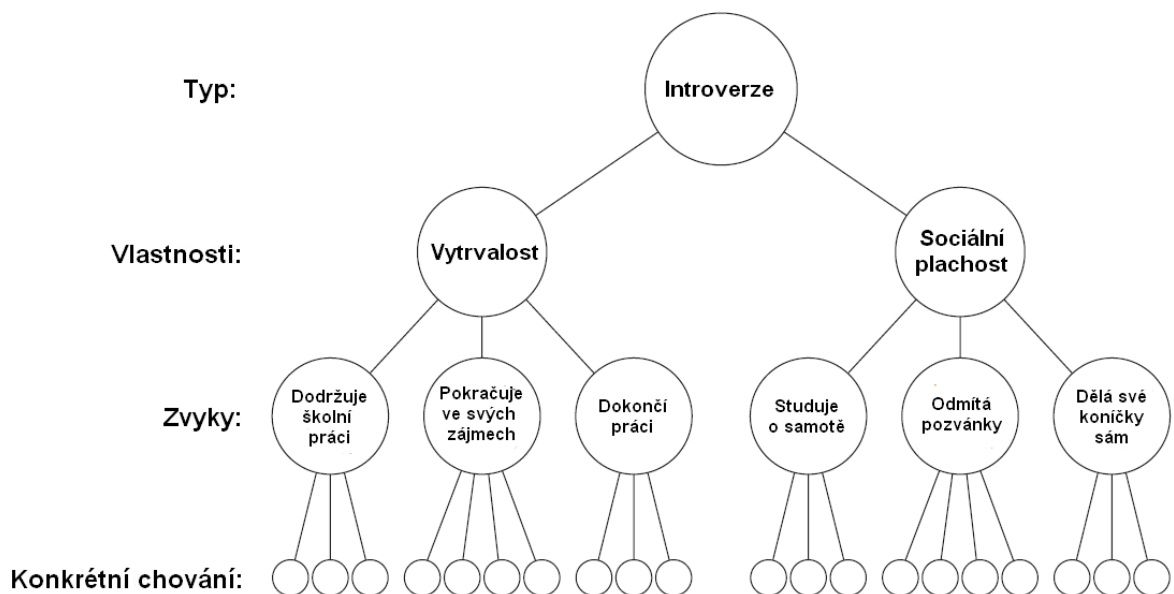 Typ:
Introverze
Vlastnosti:
Vytrvalost
Sociální
plachost
Zvyky:
Dodržuje
školní
práci
Pokračuje
ve svých
zájmech
Dokončí
práci
Studuje
o samotě
Odmítá
pozvánky
Dělá své
koníčky
sám
Konkrétní chování: